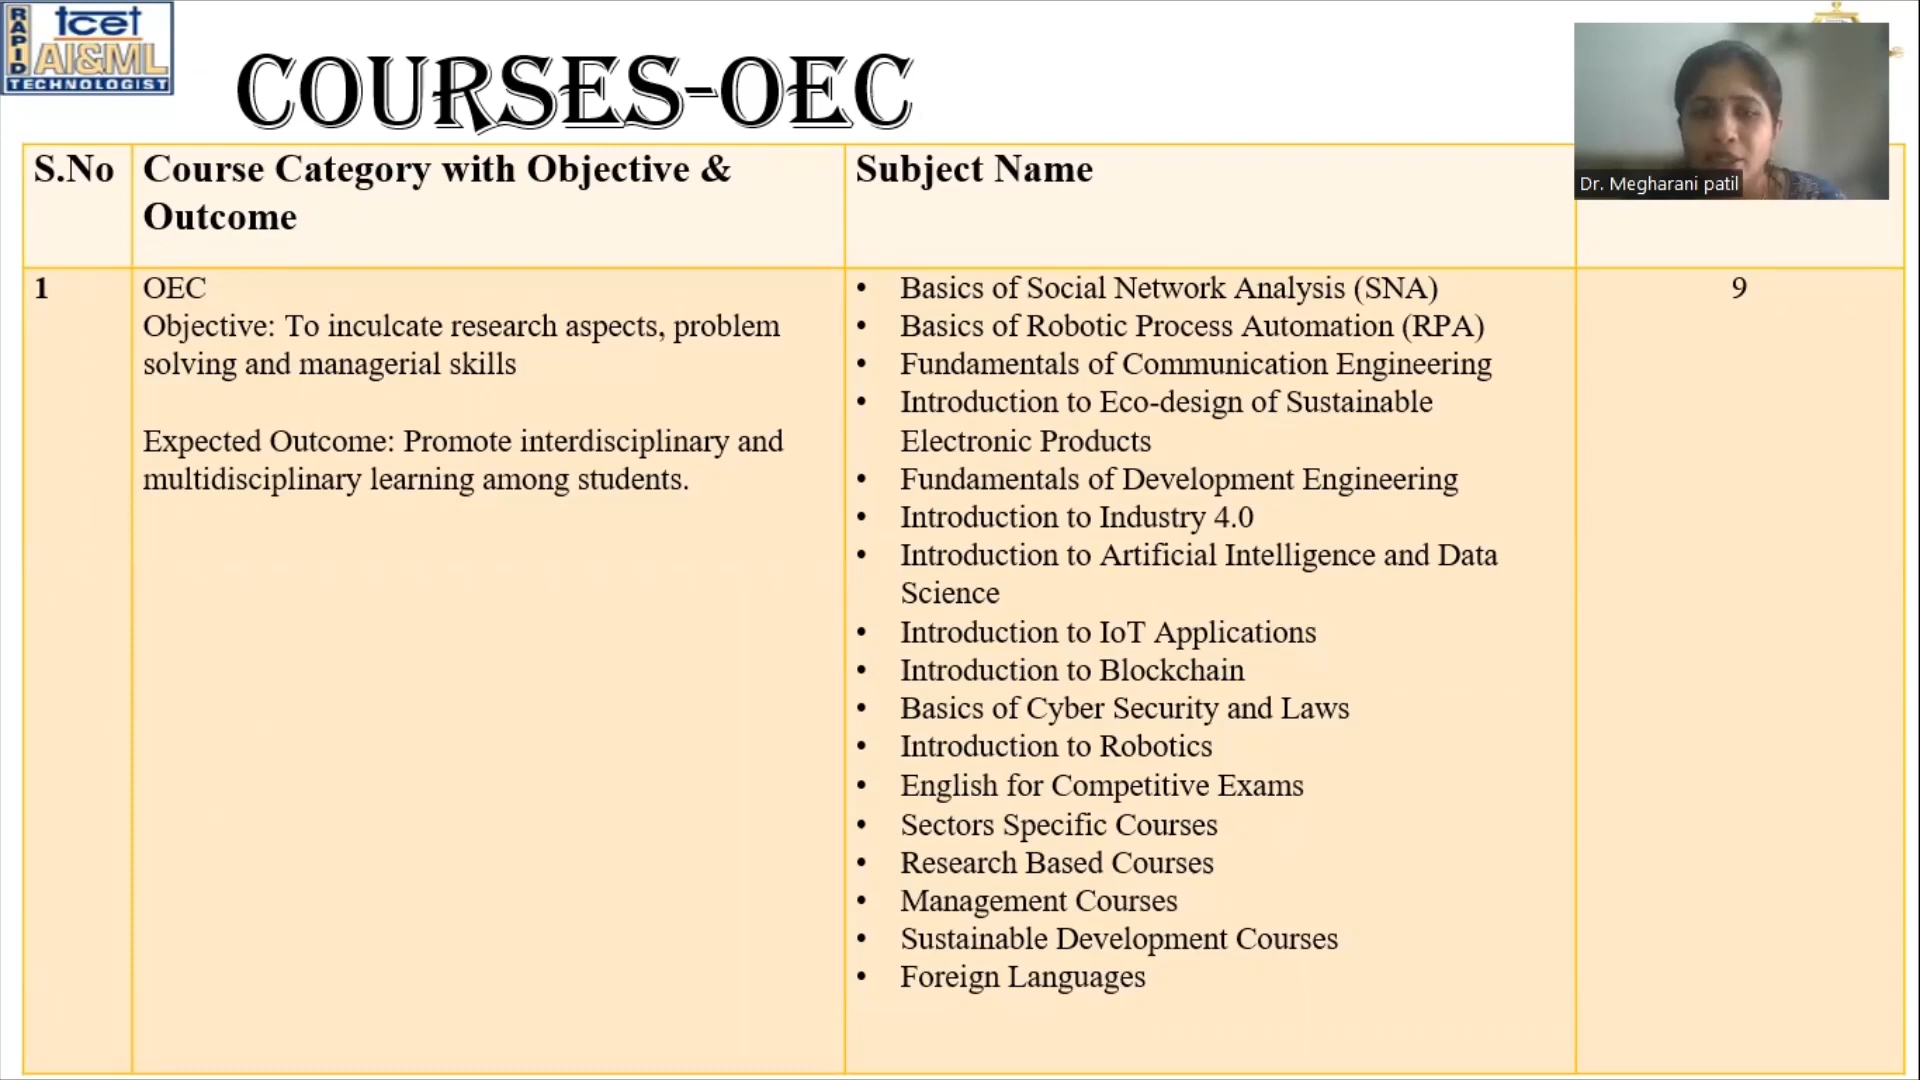 RAPID
tcet
AI&ML
TECHNOLOGIST
COURSES-OEC
Dr. Megharani patil
S.No
Course Category with Objective &
Outcome
Subject Name
1
OEC
Objective: To inculcate research aspects, problem
solving and managerial skills
Expected Outcome: Promote interdisciplinary and
multidisciplinary learning among students.
• Basics of Social Network Analysis (SNA)
• Basics of Robotic Process Automation (RPA)
• Fundamentals of Communication Engineering
• Introduction to Eco-design of Sustainable
Electronic Products
• Fundamentals of Development Engineering
• Introduction to Industry 4.0
• Introduction to Artificial Intelligence and Data
Science
• Introduction to IoT Applications
• Introduction to Blockchain
• Basics of Cyber Security and Laws
• Introduction to Robotics
• English for Competitive Exams
• Sectors Specific Courses
• Research Based Courses
• Management Courses
• Sustainable Development Courses
• Foreign Languages
9